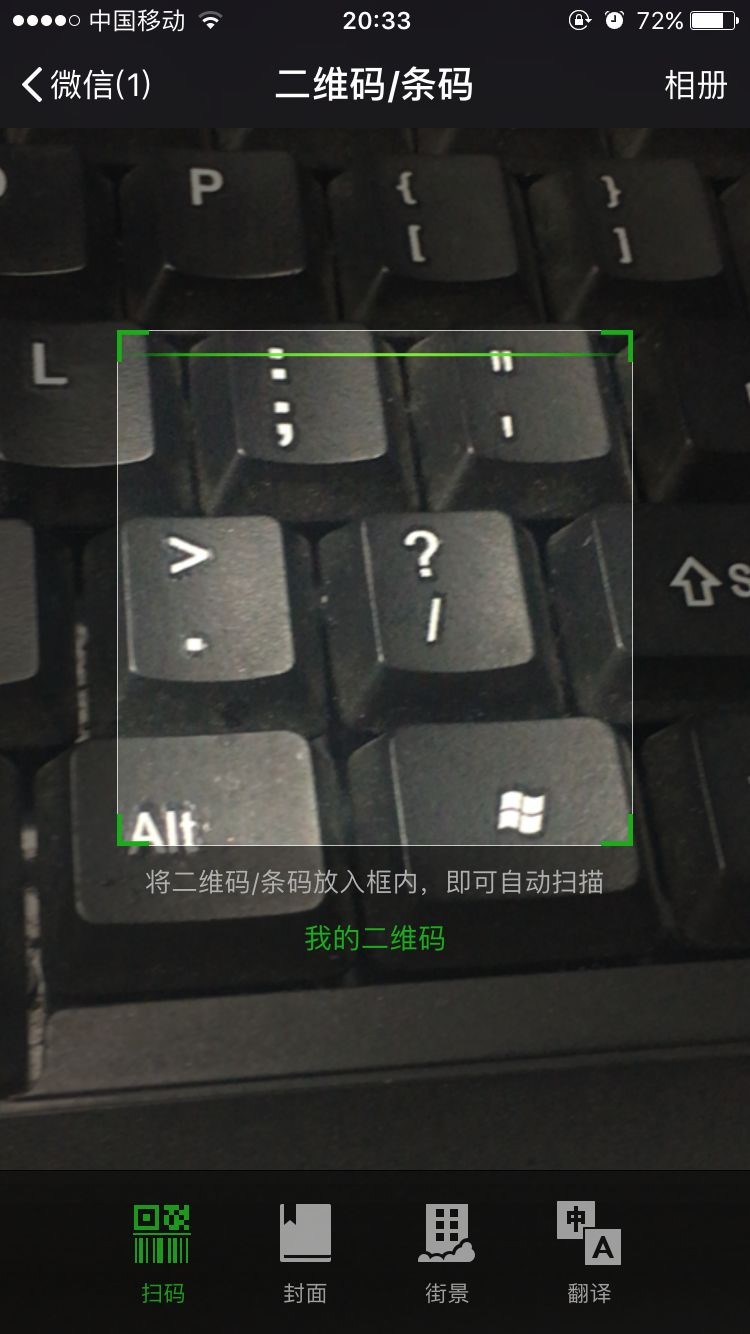 中国移动 20:33 72%
微信(1) 二维码/条码 相册
P { }
[ ]
L : "
; '
> ?
. /
Alt
将二维码/条码放入框内，即可自动扫描
我的二维码
中 A
扫码 封面 街景 翻译